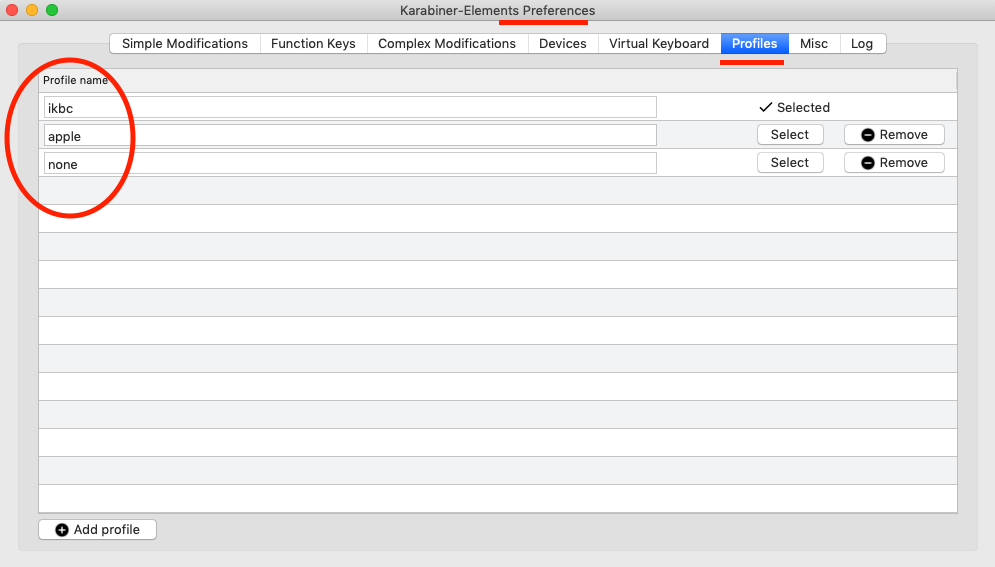 Karabiner-Elements Preferences
Simple Modifications Function Keys Complex Modifications Devices Virtual Keyboard Profiles Misc Log
Profile name
ikbc Selected
apple Select Remove
none Select Remove
Add profile